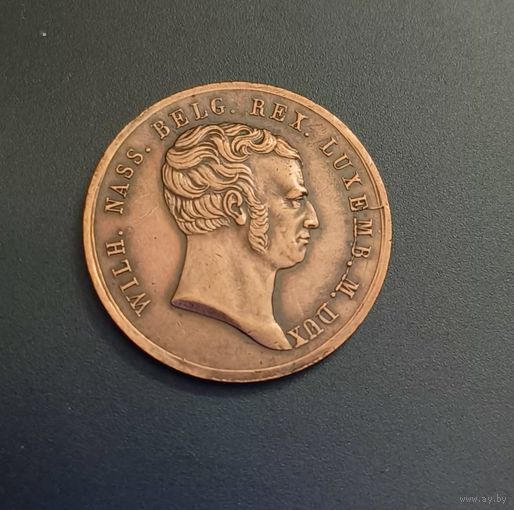 WILH. NASS. BELG. REX. LUXEMB. M. DUX
www.ay.by